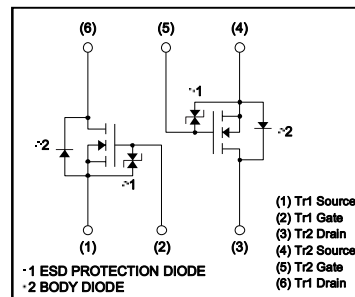 (6) (5) (4)
*1
*2
*2
*1
(1) (2) (3)
(1) Tr1 Source
(2) Tr1 Gate
(3) Tr2 Drain
(4) Tr2 Source
(5) Tr2 Gate
(6) Tr1 Drain
*1 ESD PROTECTION DIODE
*2 BODY DIODE